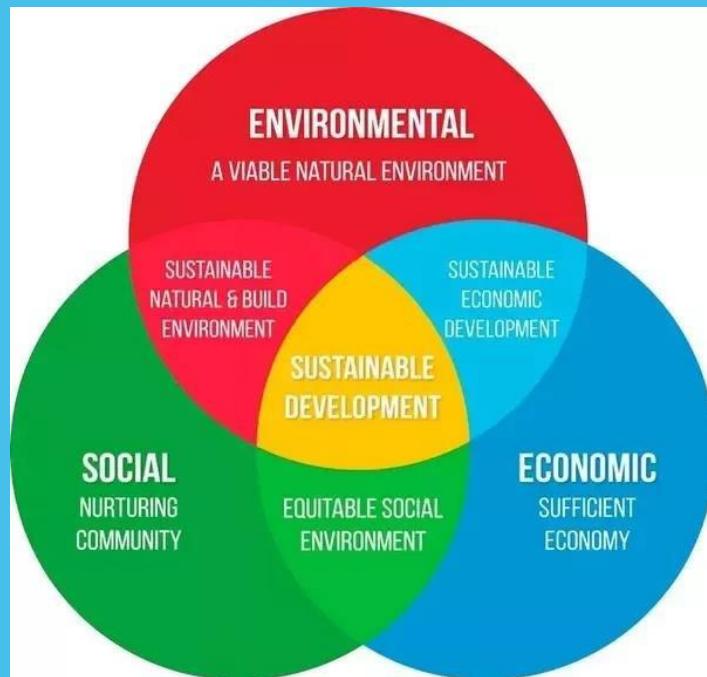 ENVIRONMENTAL
A VIABLE NATURAL ENVIRONMENT
SUSTAINABLE
NATURAL & BUILD
ENVIRONMENT
SUSTAINABLE
ECONOMIC
DEVELOPMENT
SUSTAINABLE
DEVELOPMENT
SOCIAL
NURTURING
COMMUNITY
EQUITABLE SOCIAL
ENVIRONMENT
ECONOMIC
SUFFICIENT
ECONOMY